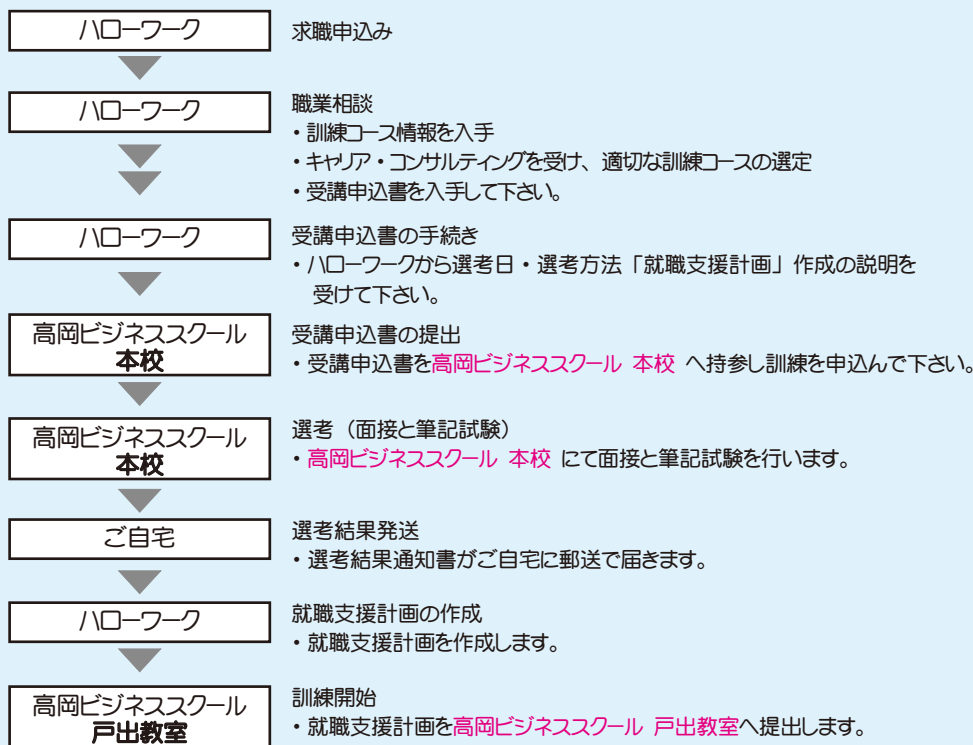 ハローワーク
求職申込み
ハローワーク
職業相談
・訓練コース情報を入手
・キャリア・コンサルティングを受け、適切な訓練コースの選定
・受講申込書を入手して下さい。
ハローワーク
受講申込書の手続き
・ハローワークから選考日・選考方法「就職支援計画」作成の説明を
受けて下さい。
高岡ビジネススクール
本校
受講申込書の提出
・受講申込書を高岡ビジネススクール 本校 へ持参し訓練を申込んで下さい。
高岡ビジネススクール
本校
選考（面接と筆記試験）
・高岡ビジネススクール 本校 にて面接と筆記試験を行います。
ご自宅
選考結果発送
・選考結果通知書がご自宅に郵送で届きます。
ハローワーク
就職支援計画の作成
・就職支援計画を作成します。
高岡ビジネススクール
戸出教室
訓練開始
・就職支援計画を高岡ビジネススクール 戸出教室へ提出します。